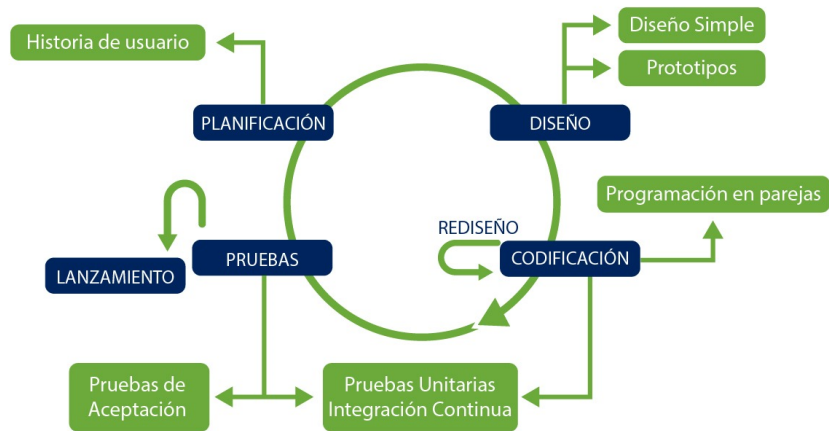 Historia de usuario
Diseño Simple
Prototipos
PLANIFICACIÓN
DISEÑO
Programación en parejas
REDISEÑO
CODIFICACIÓN
PRUEBAS
LANZAMIENTO
Pruebas de
Aceptación
Pruebas Unitarias
Integración Continua